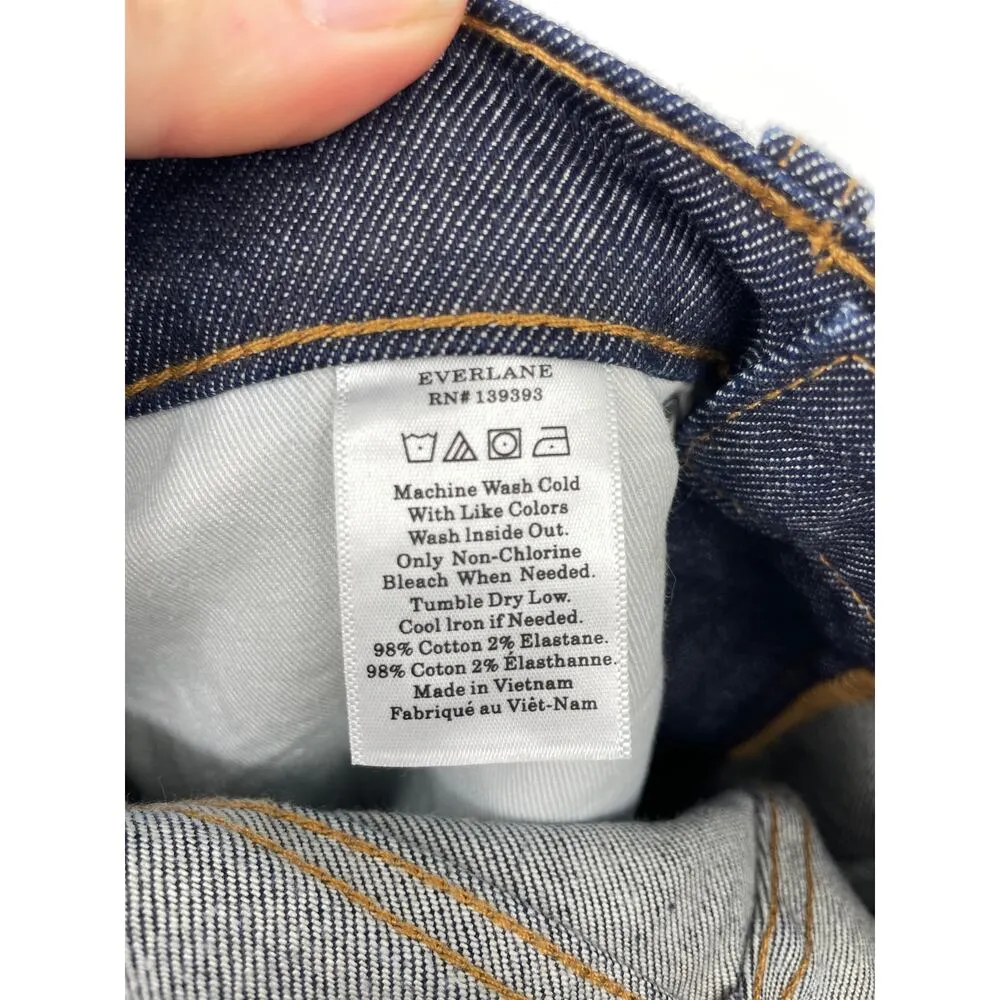 EVERLANE
RN# 139393
Machine Wash Cold
With Like Colors
Wash Inside Out.
Only Non-Chlorine
Bleach When Needed.
Tumble Dry Low.
Cool Iron if Needed.
98% Cotton 2% Elastane.
98% Coton 2% Élasthanne.
Made in Vietnam
Fabriqué au Viêt-Nam